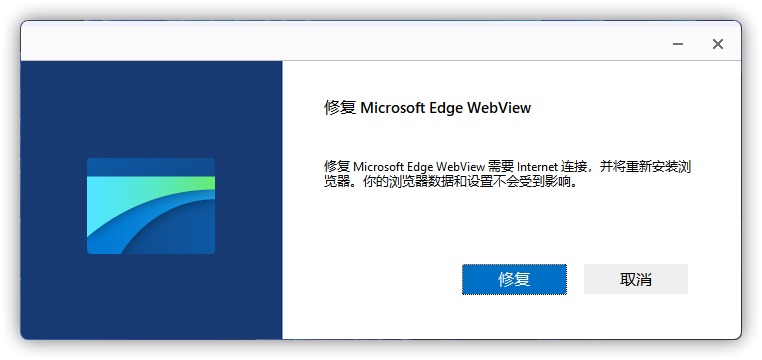 修复 Microsoft Edge WebView
修复 Microsoft Edge WebView 需要 Internet 连接，并将重新安装浏
览器。你的浏览器数据和设置不会受到影响。
修复
取消